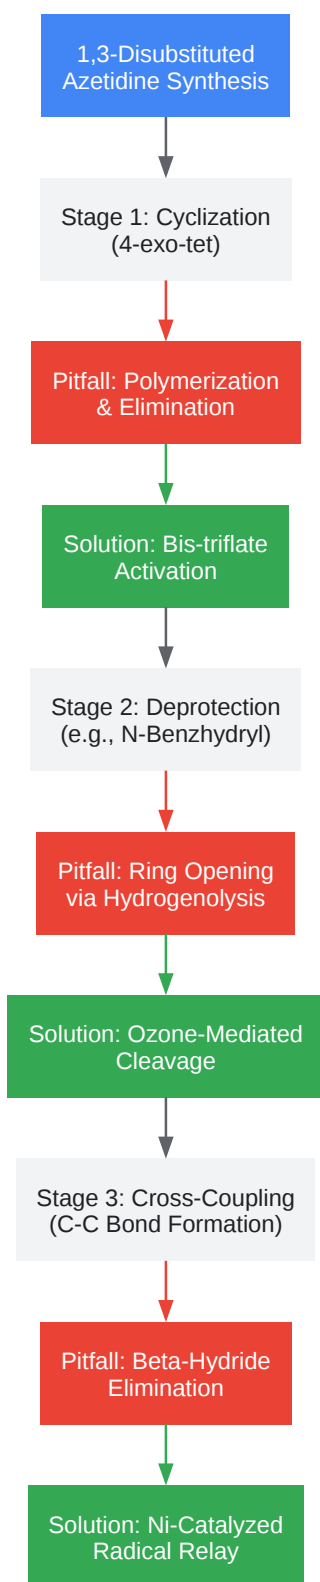 1,3-Disubstituted
Azetidine Synthesis
Stage 1: Cyclization
(4-exo-tet)
Pitfall: Polymerization
& Elimination
Solution: Bis-triflate
Activation
Stage 2: Deprotection
(e.g., N-Benzhydryl)
Pitfall: Ring Opening
via Hydrogenolysis
Solution: Ozone-Mediated
Cleavage
Stage 3: Cross-Coupling
(C-C Bond Formation)
Pitfall: Beta-Hydride
Elimination
Solution: Ni-Catalyzed
Radical Relay